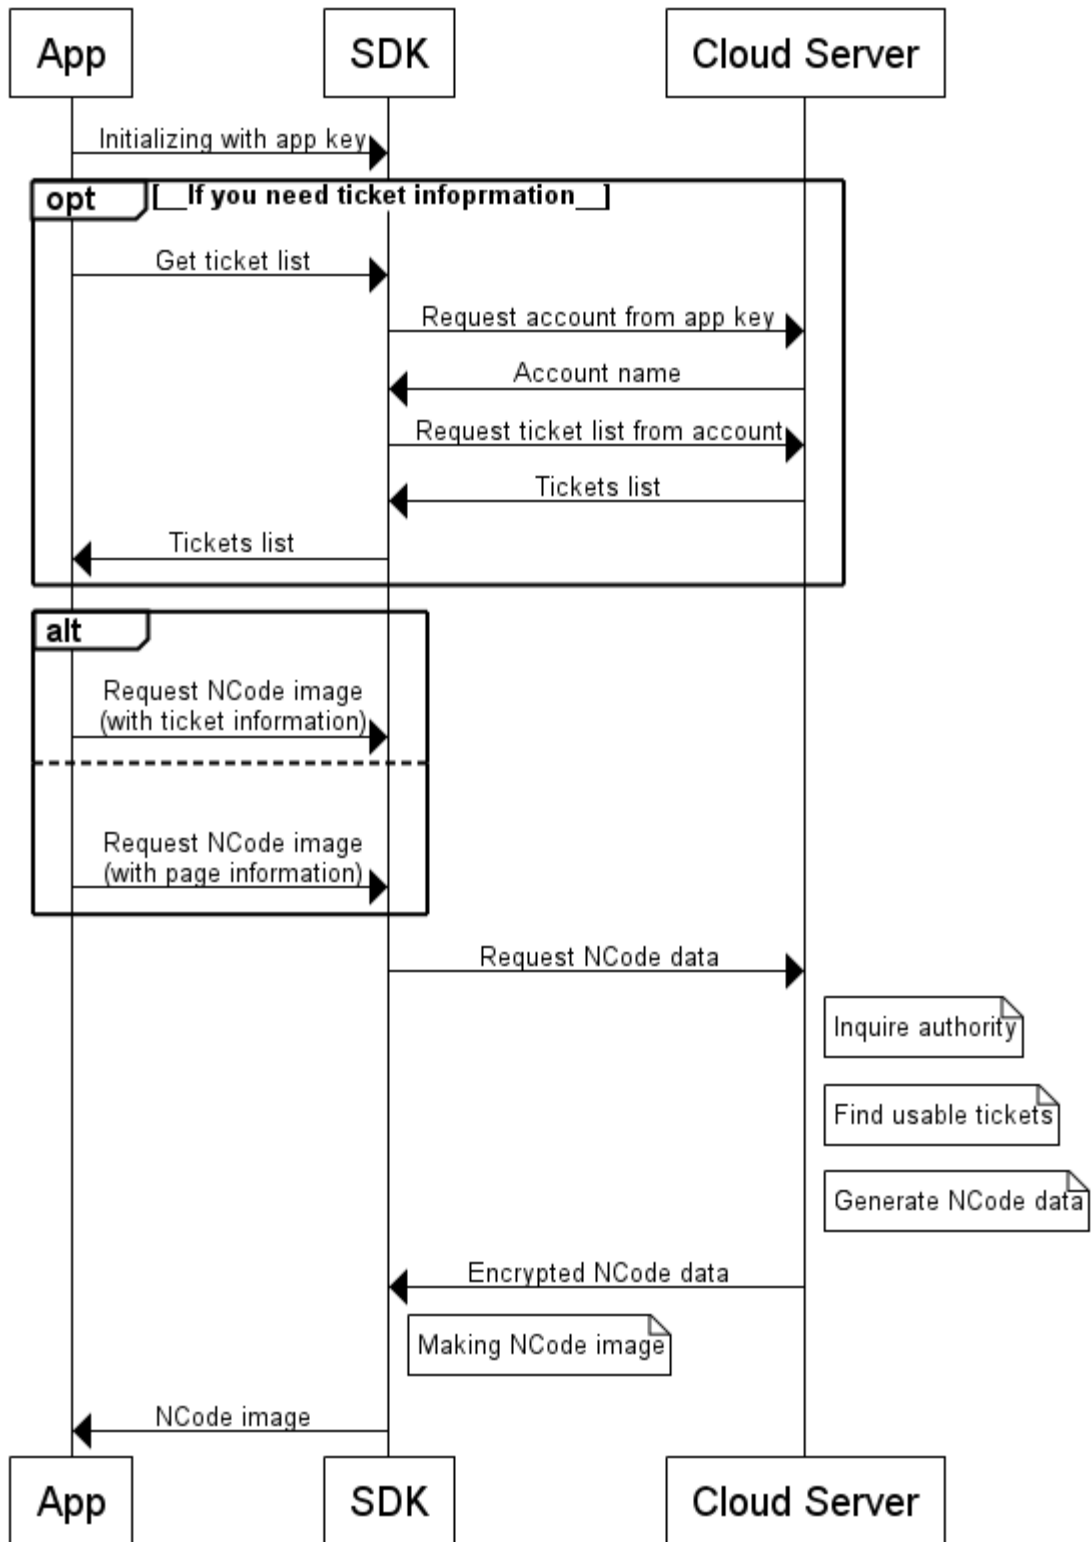 App
SDK
Cloud Server
Initializing with app key
opt
[__If you need ticket infoprmation__]
Get ticket list
Request account from app key
Account name
Request ticket list from account
Tickets list
Tickets list
alt
Request NCode image
(with ticket information)
Request NCode image
(with page information)
Request NCode data
Inquire authority
Find usable tickets
Generate NCode data
Encrypted NCode data
Making NCode image
NCode image
App
SDK
Cloud Server